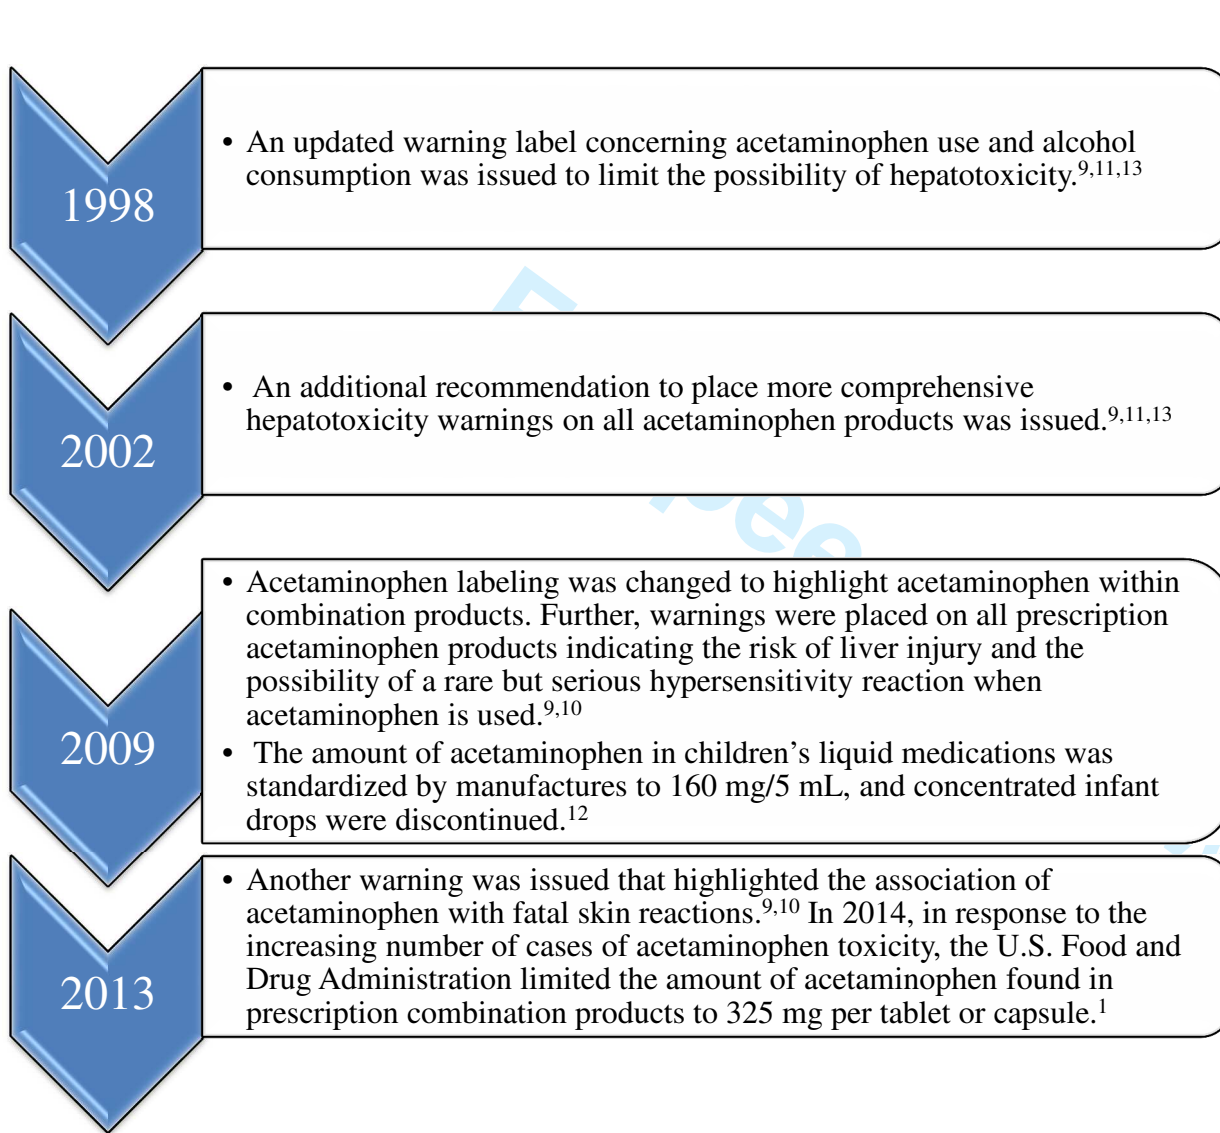 1998
• An updated warning label concerning acetaminophen use and alcohol
consumption was issued to limit the possibility of hepatotoxicity.9,11,13
2002
• An additional recommendation to place more comprehensive
hepatotoxicity warnings on all acetaminophen products was issued.9,11,13
2009
• Acetaminophen labeling was changed to highlight acetaminophen within
combination products. Further, warnings were placed on all prescription
acetaminophen products indicating the risk of liver injury and the
possibility of a rare but serious hypersensitivity reaction when
acetaminophen is used.9,10
• The amount of acetaminophen in children’s liquid medications was
standardized by manufactures to 160 mg/5 mL, and concentrated infant
drops were discontinued.12
2013
• Another warning was issued that highlighted the association of
acetaminophen with fatal skin reactions.9,10 In 2014, in response to the
increasing number of cases of acetaminophen toxicity, the U.S. Food and
Drug Administration limited the amount of acetaminophen found in
prescription combination products to 325 mg per tablet or capsule.1